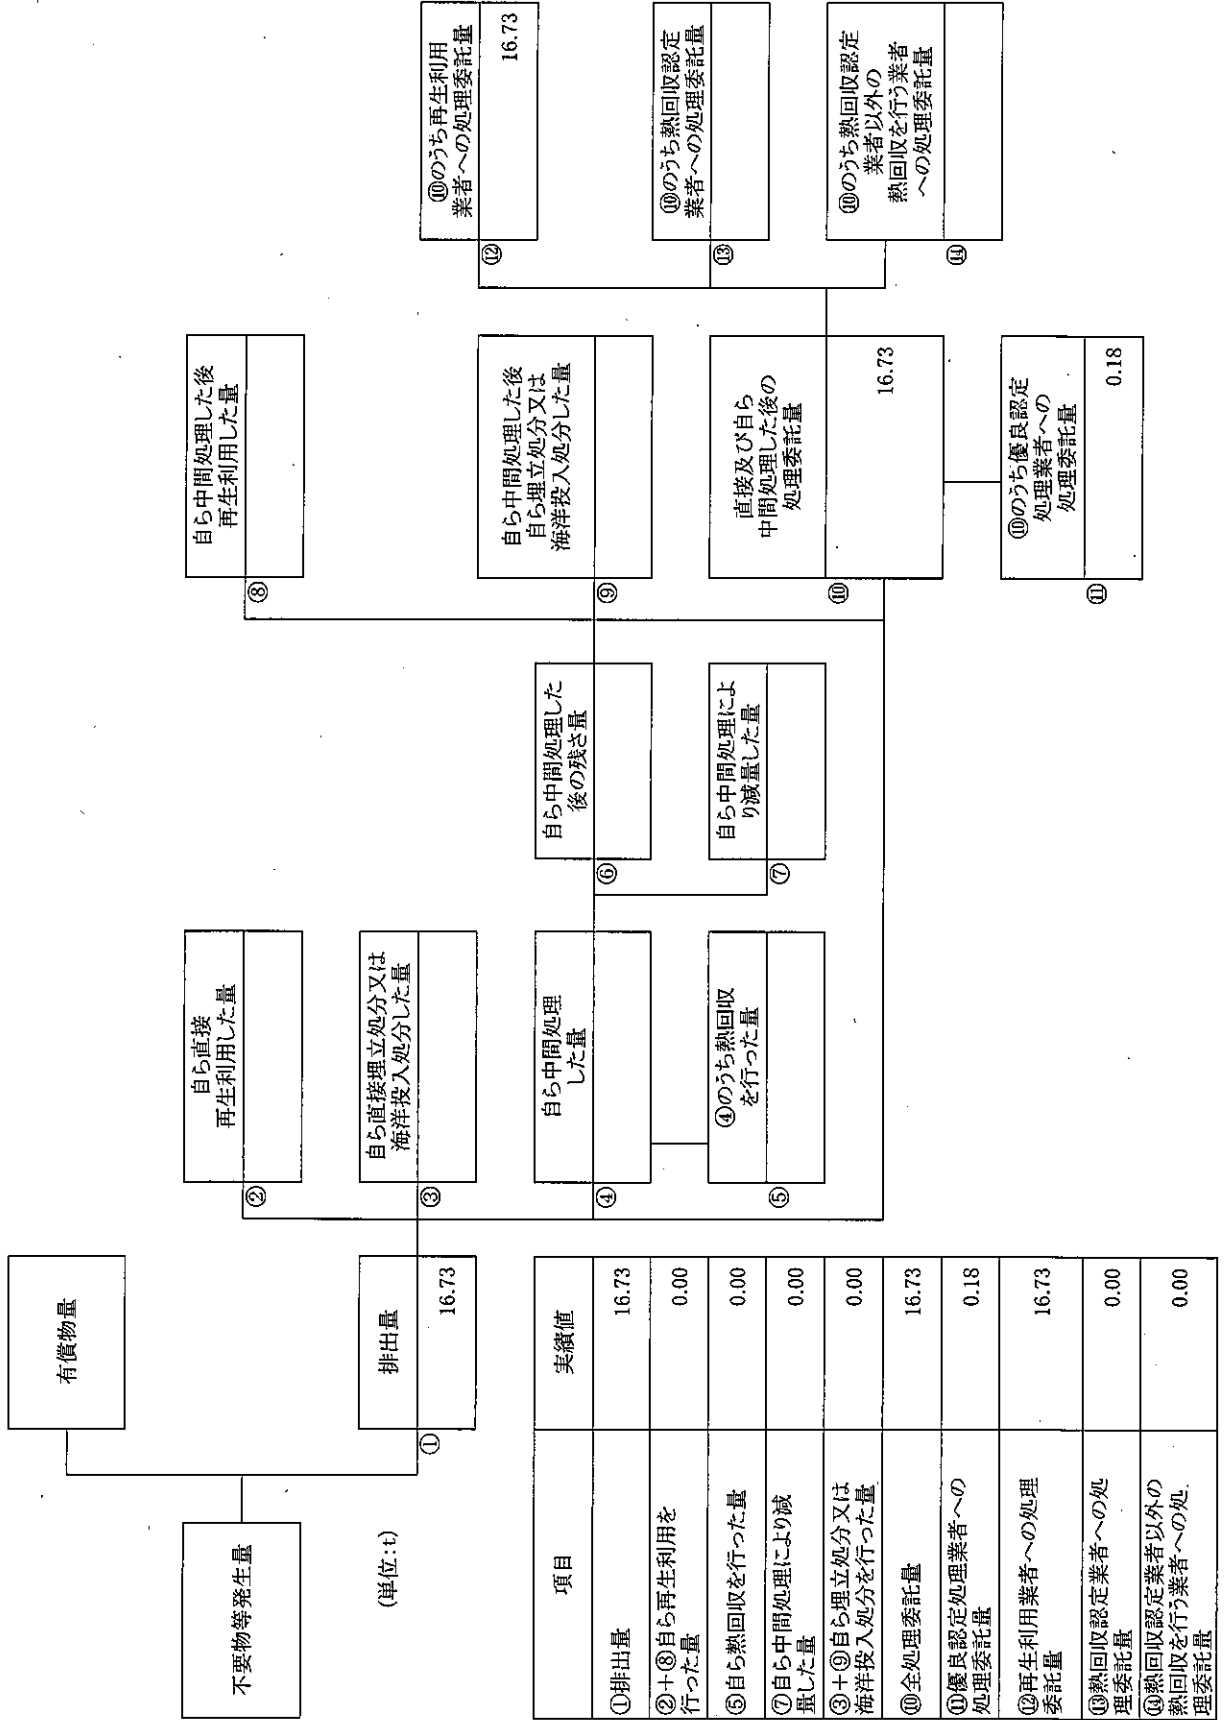 有償物量
不要物等発生量
(単位:t)
①
排出量
16.73
②
自ら直接
再生利用した量
③
自ら直接埋立処分又は
海洋投入処分した量
④
自ら中間処理
した量
⑤
④のうち熱回収
を行った量
⑥
自ら中間処理した
後の残さ量
⑦
自ら中間処理によ
り減量した量
⑧
自ら中間処理した後
再生利用した量
⑨
自ら中間処理した後
自ら埋立処分又は
海洋投入処分した量
⑩
直接及び自ら
中間処理した後の
処理委託量
16.73
⑪
⑩のうち優良認定
処理業者への
処理委託量
0.18
⑫
⑩のうち再生利用
業者への処理委託量
16.73
⑬
⑩のうち熱回収認定
業者への処理委託量
⑭
⑩のうち熱回収認定
業者以外の
熱回収を行う業者
への処理委託量
項目 実績値
①排出量 16.73
②+⑧自ら再生利用を
行った量 0.00
⑤自ら熱回収を行った量 0.00
⑦自ら中間処理により減
量した量 0.00
③+⑨自ら埋立処分又は
海洋投入処分を行った量 0.00
⑩全処理委託量 16.73
⑪優良認定処理業者への
処理委託量 0.18
⑫再生利用業者への処理
委託量 16.73
⑬熱回収認定業者への処
理委託量 0.00
⑭熱回収認定業者以外の
熱回収を行う業者への処
理委託量 0.00